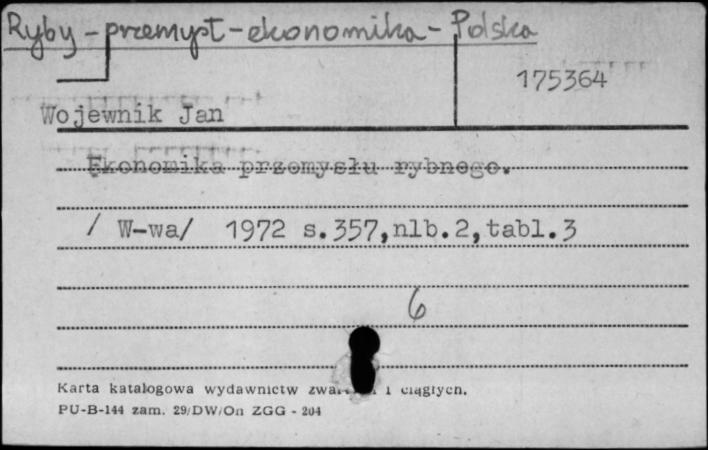 Ryby - przemysł - ekonomika - Polska
175364
Wojewnik Jan
Ekonomika przemysłu rybnego.
/ W-wa/ 1972 s.357,nlb.2,tabl.3
6
Karta katalogowa wydawnictw i ciągłych.
PU-B-144 zam. 29/DW/On ZGG - 204